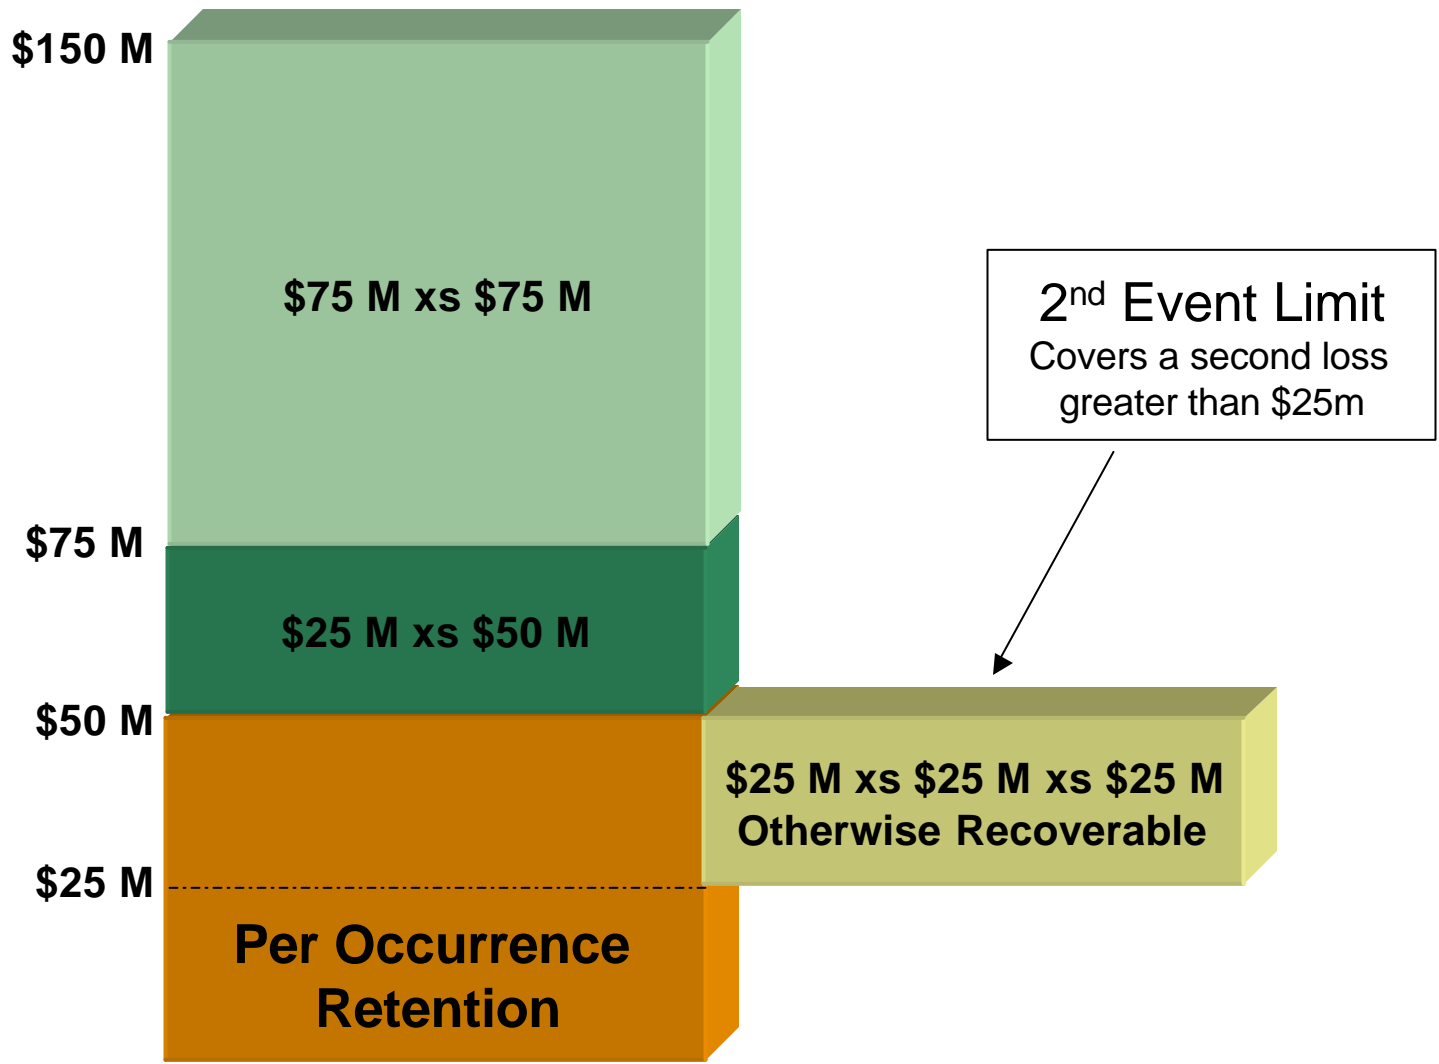 $150 M
$75 M xs $75 M
2nd Event Limit
Covers a second loss
greater than $25m
$75 M
$25 M xs $50 M
$50 M
$25 M xs $25 M xs $25 M
Otherwise Recoverable
$25 M
Per Occurrence
Retention